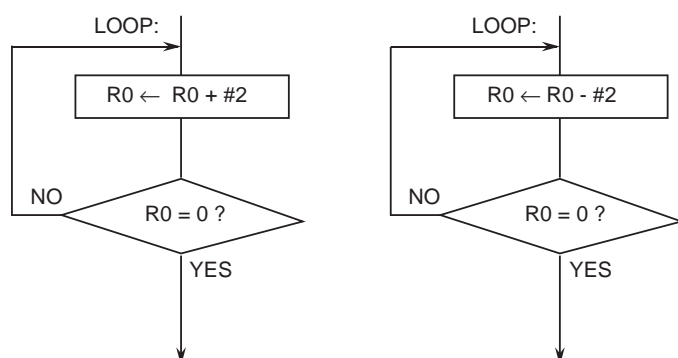 LOOP:
R0 ← R0 + #2
NO
R0 = 0 ?
YES
LOOP:
R0 ← R0 - #2
NO
R0 = 0 ?
YES